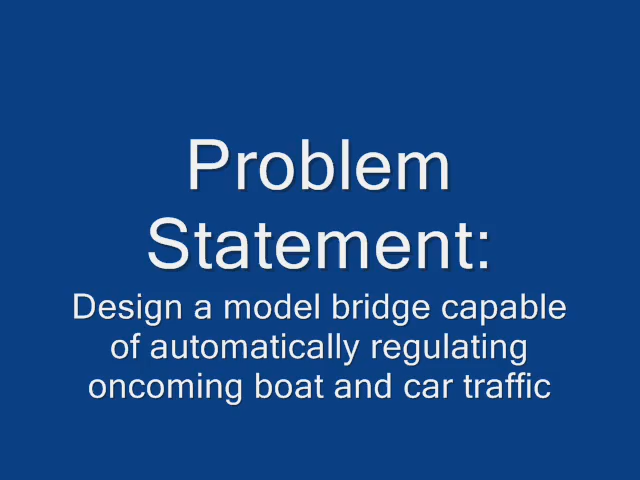 Problem
Statement:
Design a model bridge capable
of automatically regulating
oncoming boat and car traffic